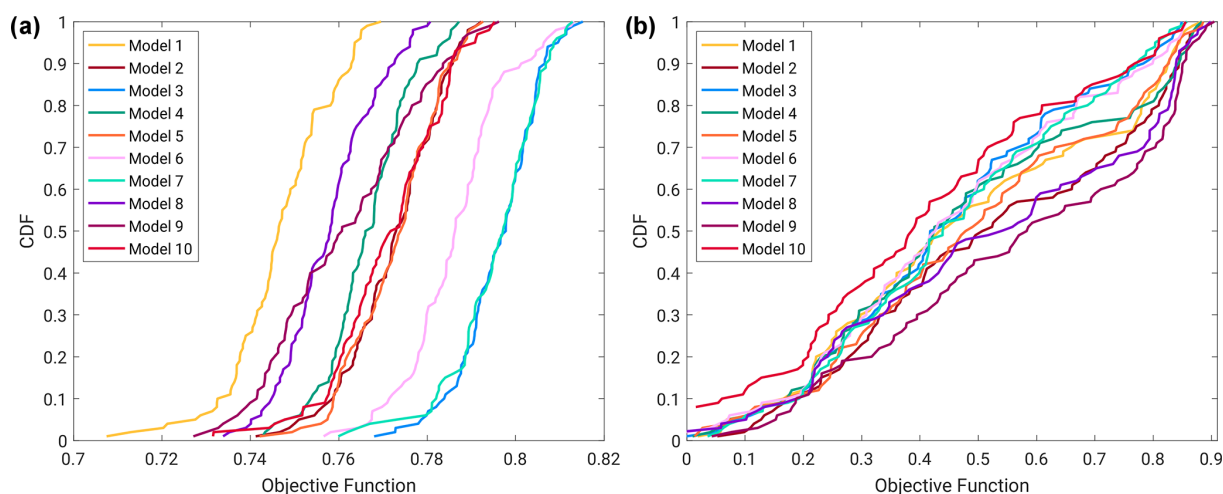 (a)
1
0.9
0.8
0.7
0.6
0.5
0.4
0.3
0.2
0.1
0
CDF
Model 1
Model 2
Model 3
Model 4
Model 5
Model 6
Model 7
Model 8
Model 9
Model 10
0.7 0.72 0.74 0.76 0.78 0.8 0.82
Objective Function
(b)
1
0.9
0.8
0.7
0.6
0.5
0.4
0.3
0.2
0.1
0
CDF
Model 1
Model 2
Model 3
Model 4
Model 5
Model 6
Model 7
Model 8
Model 9
Model 10
0 0.1 0.2 0.3 0.4 0.5 0.6 0.7 0.8 0.9
Objective Function